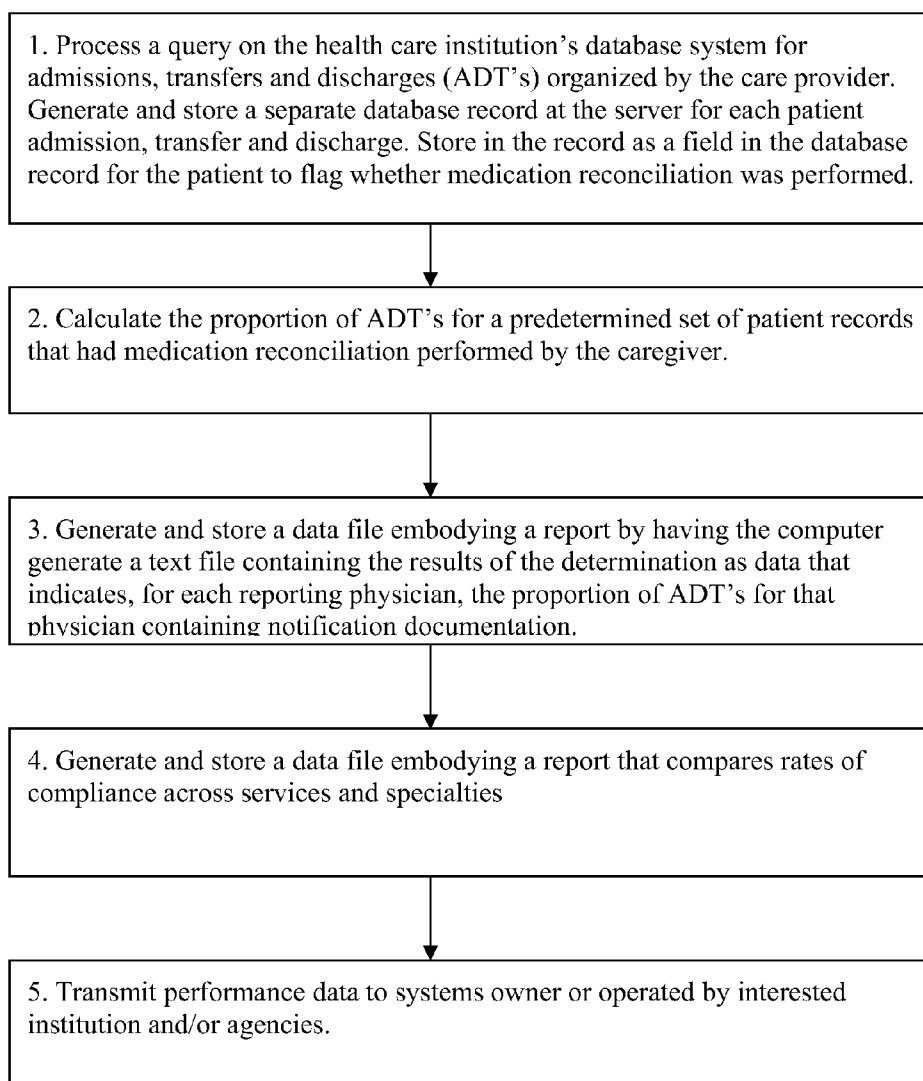 1. Process a query on the health care institution’s database system for
admissions, transfers and discharges (ADT’s) organized by the care provider.
Generate and store a separate database record at the server for each patient
admission, transfer and discharge. Store in the record as a field in the database
record for the patient to flag whether medication reconciliation was performed.
2. Calculate the proportion of ADT’s for a predetermined set of patient records
that had medication reconciliation performed by the caregiver.
3. Generate and store a data file embodying a report by having the computer
generate a text file containing the results of the determination as data that
indicates, for each reporting physician, the proportion of ADT’s for that
physician containing notification documentation.
4. Generate and store a data file embodying a report that compares rates of
compliance across services and specialties
5. Transmit performance data to systems owner or operated by interested
institution and/or agencies.